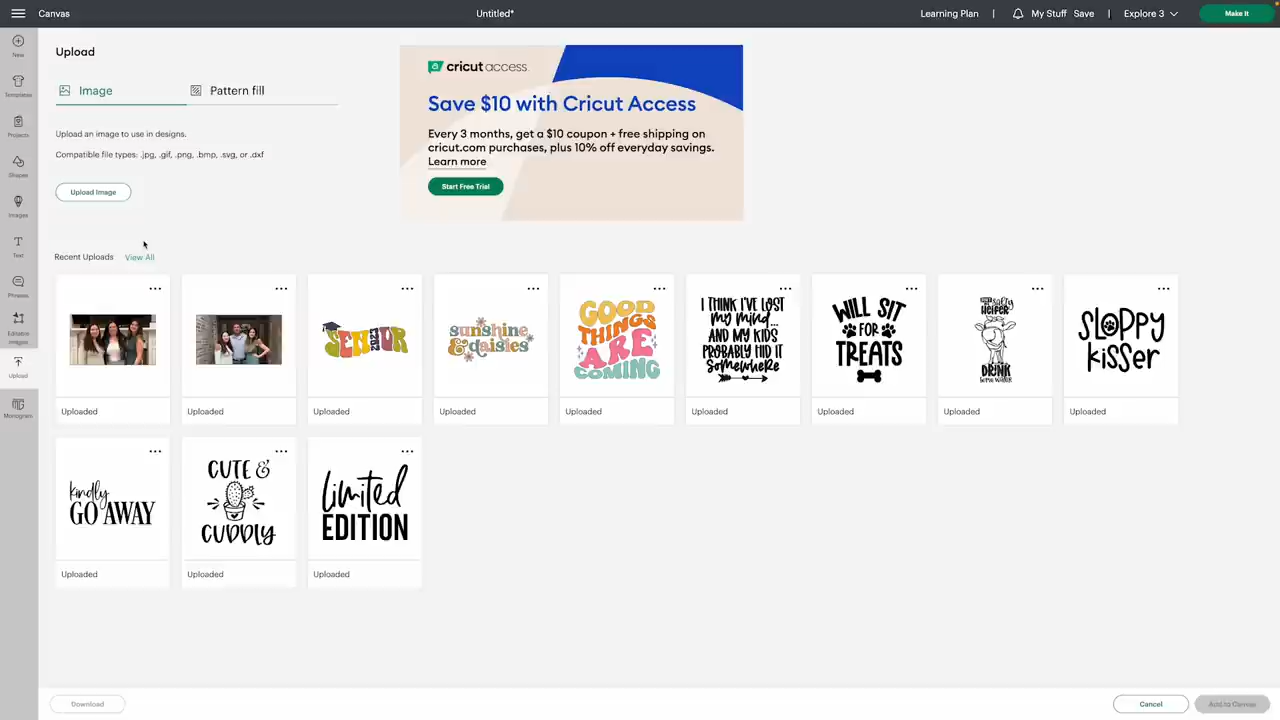 Canvas
Untitled*
Learning Plan | My Stuff Save | Explore 3 Make It
New
Templates
Projects
Shapes
Images
Text
Phrases
Editable
Images
Upload
Monogram
Upload
Image
Pattern fill
Upload an image to use in designs.
Compatible file types: .jpg, .gif, .png, .bmp, .svg, or .dxf
Upload Image
cricut access.
Save $10 with Cricut Access
Every 3 months, get a $10 coupon + free shipping on
cricut.com purchases, plus 10% off everyday savings.
Learn more
Start Free Trial
Recent Uploads View All
SENIOR
2023
sunshine
& daisies
GOOD
THINGS
ARE
COMING
I THINK I'VE LOST
my mind...
AND MY KIDS
PROBABLY HID IT
Somewhere
WILL SIT
FOR
TREATS
salty
HEIFER
DRINK
some water
SLOPPY
kisser
Uploaded
Uploaded
Uploaded
Uploaded
Uploaded
Uploaded
Uploaded
Uploaded
Uploaded
kindly
GO AWAY
CUTE &
CUDDLY
limited
EDITION
Uploaded
Uploaded
Uploaded
Download
Cancel
Add to Canvas